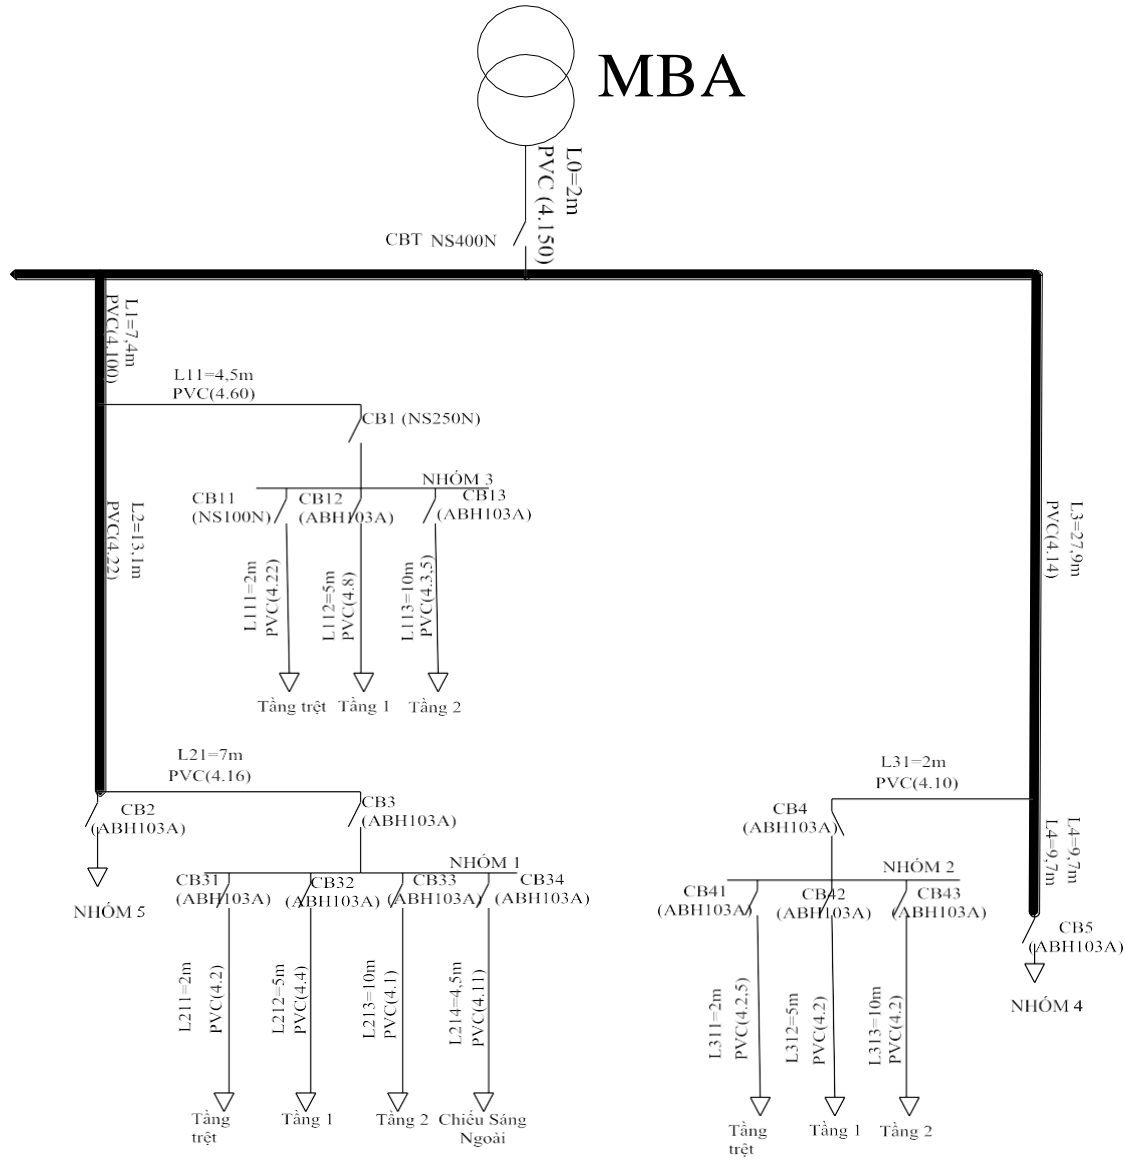 MBA
L0=2m
PVC (4.150)
CBT NS400N
L1=7,4m
PVC(4.100)
L11=4,5m
PVC(4.60)
CB1 (NS250N)
NHÓM 3
CB11
(NS100N)
CB12
(ABH103A)
CB13
(ABH103A)
L111=2m
PVC(4.22)
L112=5m
PVC(4.8)
L113=10m
PVC(4.3,5)
Tầng trệt
Tầng 1
Tầng 2
L2=13,1m
PVC(4.22)
L21=7m
PVC(4.16)
CB2
(ABH103A)
NHÓM 5
CB3
(ABH103A)
NHÓM 1
CB31
(ABH103A)
CB32
(ABH103A)
CB33
(ABH103A)
CB34
(ABH103A)
L211=2m
PVC(4.2)
L212=5m
PVC(4.4)
L213=10m
PVC(4.1)
L214=4,5m
PVC(4.11)
Tầng
trệt
Tầng 1
Tầng 2
Chiếu Sáng
Ngoài
L3=27,9m
PVC(4.14)
L31=2m
PVC(4.10)
CB4
(ABH103A)
L4=9,7m
L4=9,7m
NHÓM 2
CB41
(ABH103A)
CB42
(ABH103A)
CB43
(ABH103A)
CB5
(ABH103A)
NHÓM 4
L311=2m
PVC(4.2,5)
L312=5m
PVC(4.2)
L313=10m
PVC(4.2)
Tầng
trệt
Tầng 1
Tầng 2